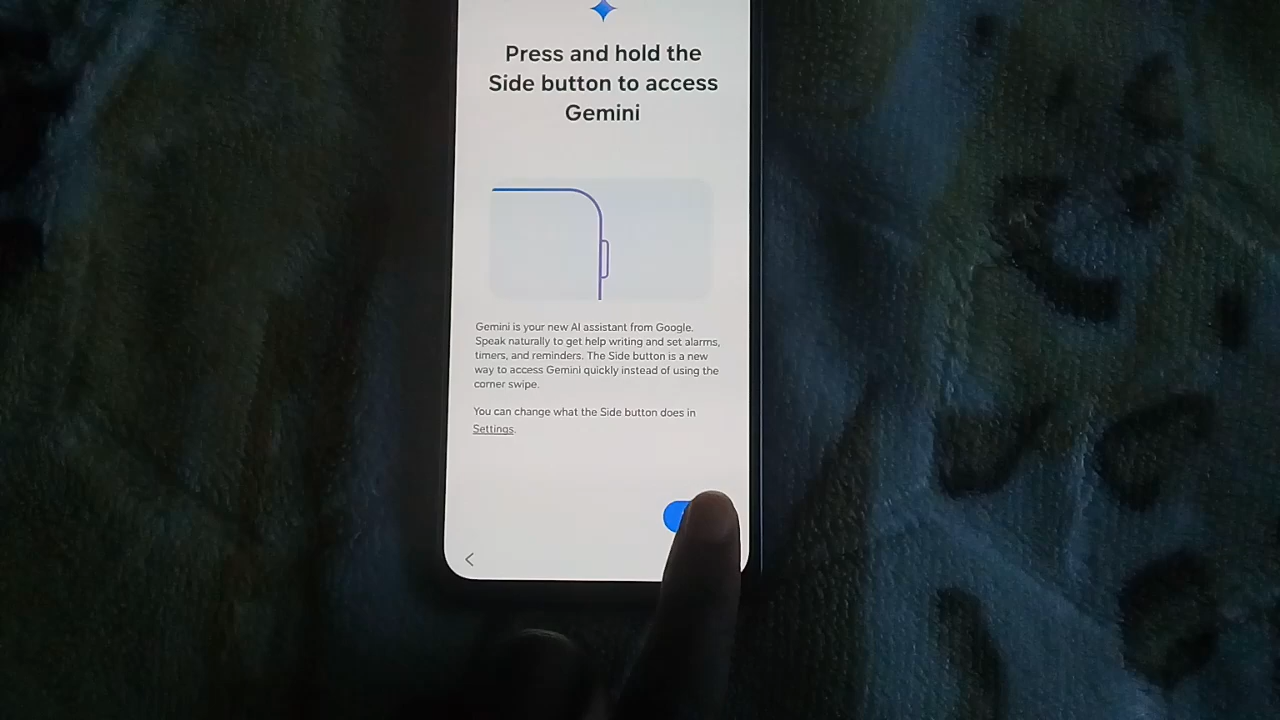 Press and hold the
Side button to access
Gemini
Gemini is your new AI assistant from Google.
Speak naturally to get help writing and set alarms,
timers, and reminders. The Side button is a new
way to access Gemini quickly instead of using the
corner swipe.
You can change what the Side button does in
Settings.